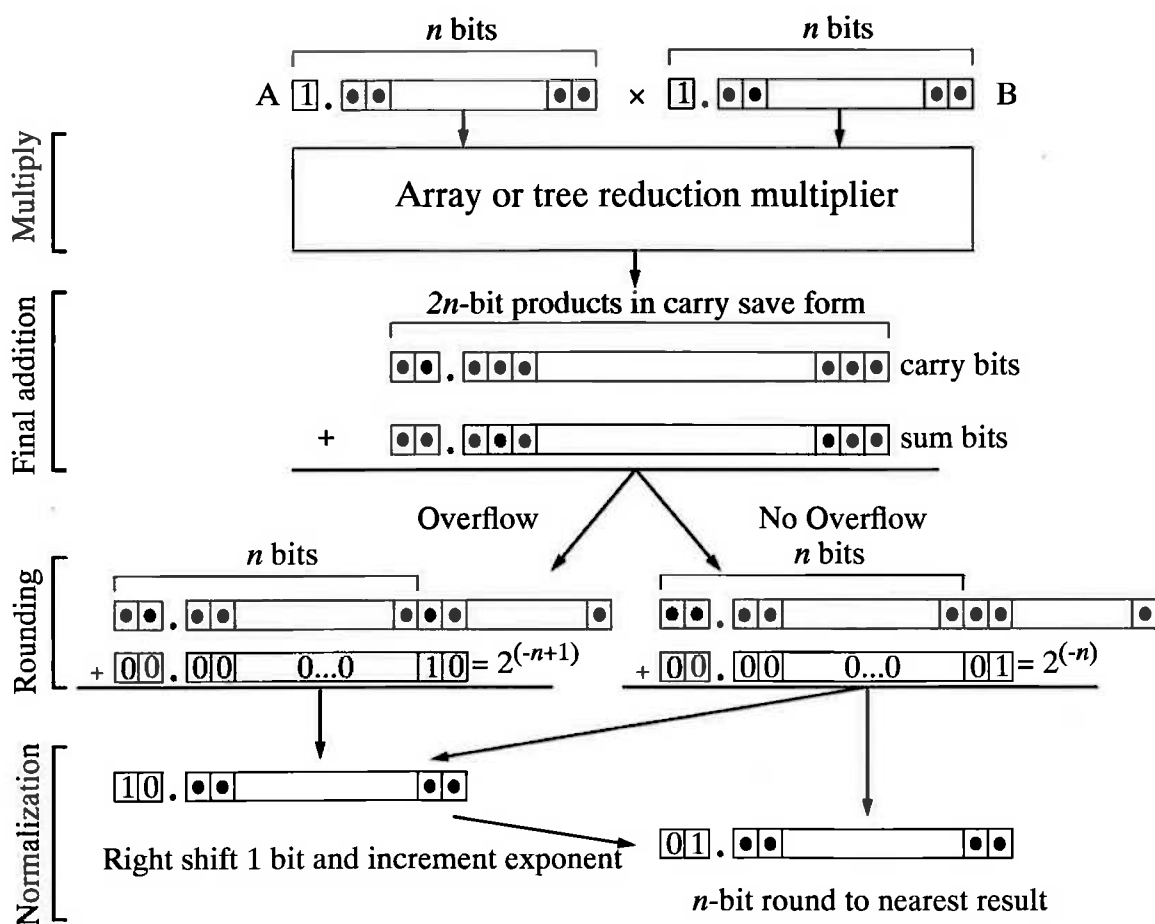 n bits n bits
A 1. × 1. B
Multiply
Array or tree reduction multiplier
Final addition
2n-bit products in carry save form
carry bits
+ sum bits
Overflow No Overflow
Rounding
n bits n bits
+ 00.00 0...0 10 = 2^(-n+1) + 00.00 0...0 01 = 2^(-n)
Normalization
10.
01.
Right shift 1 bit and increment exponent
n-bit round to nearest result